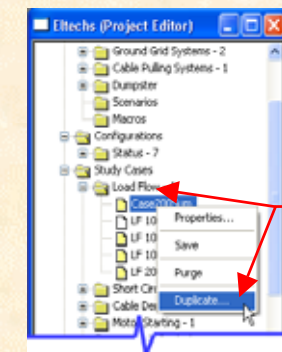 Eltechs (Project Editor)
Ground Grid Systems - 2
Cable Pulling Systems - 1
Dumpster
Scenarios
Macros
Configurations
Status - 7
Study Cases
Load Flow
LF 10
Properties...
LF 10
Save
LF 10
Purge
LF 20
Duplicate...
Short Cir
Cable De
Motor Starting - 1